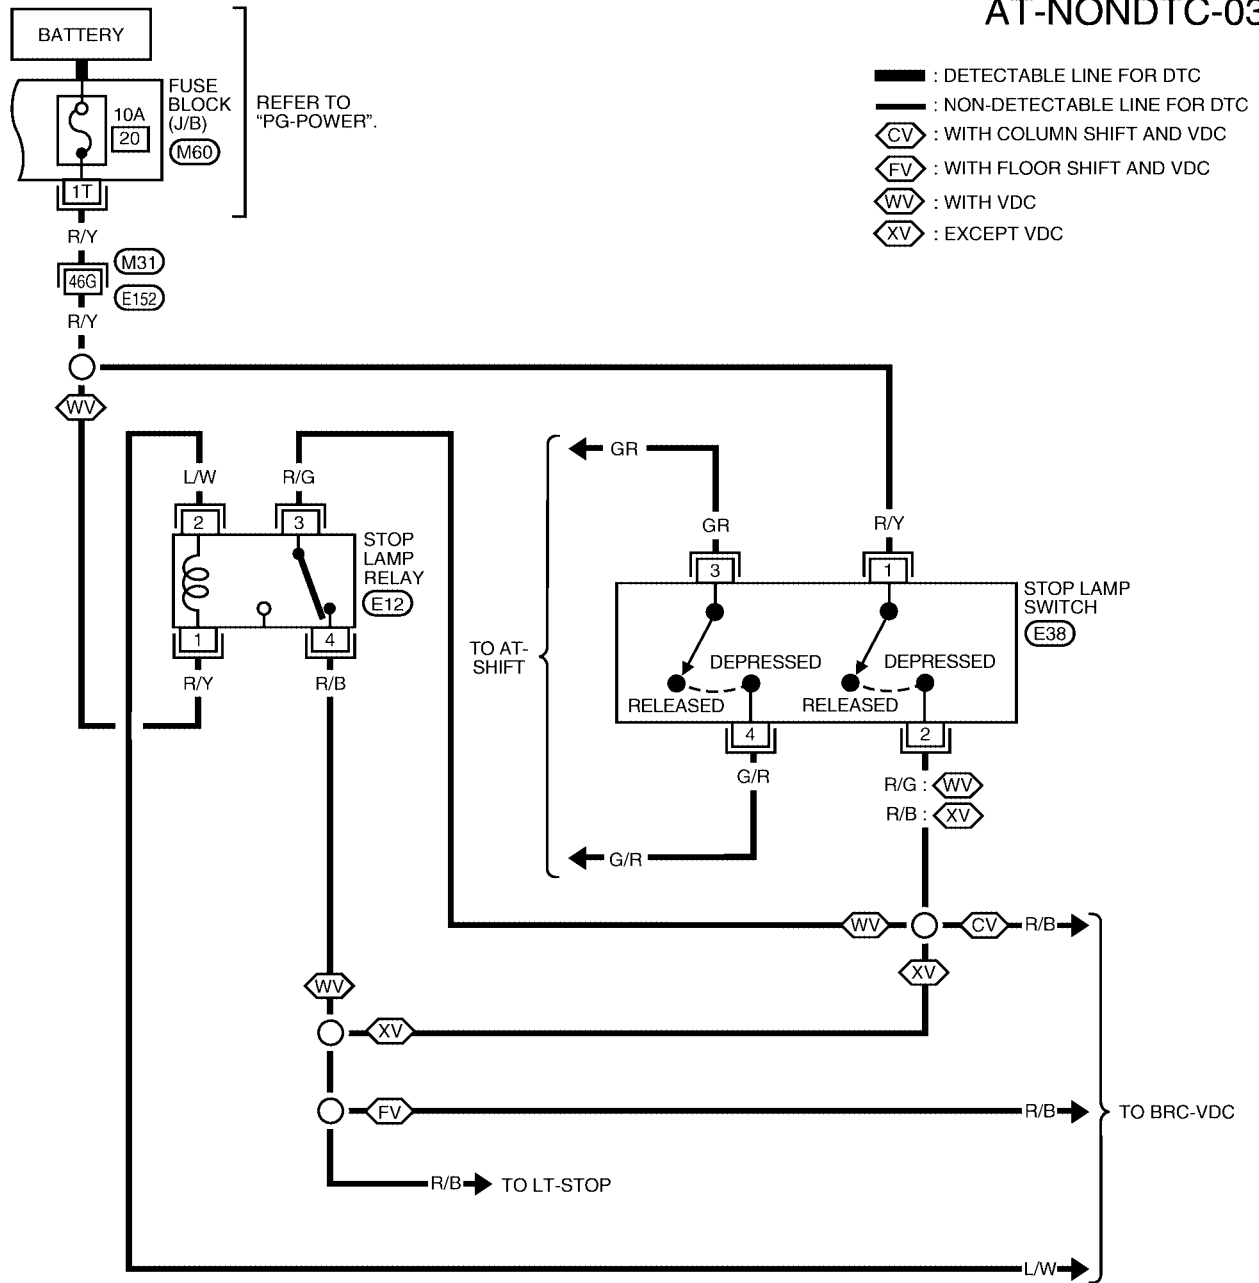 AT-NONDTC-03
BATTERY
FUSE
BLOCK
(J/B)
M60
10A
20
REFER TO
"PG-POWER".
: DETECTABLE LINE FOR DTC
: NON-DETECTABLE LINE FOR DTC
CV : WITH COLUMN SHIFT AND VDC
FV : WITH FLOOR SHIFT AND VDC
WV : WITH VDC
XV : EXCEPT VDC
1T
R/Y
M31
46G
E152
R/Y
WV
L/W
R/G
2
3
STOP
LAMP
RELAY
E12
1
4
R/Y
R/B
GR
GR
R/Y
3
1
STOP LAMP
SWITCH
E38
TO AT-
SHIFT
DEPRESSED
DEPRESSED
RELEASED
RELEASED
4
2
G/R
R/G : WV
R/B : XV
G/R
WV
CV
R/B
XV
WV
XV
FV
R/B
TO BRC-VDC
R/B
TO LT-STOP
L/W